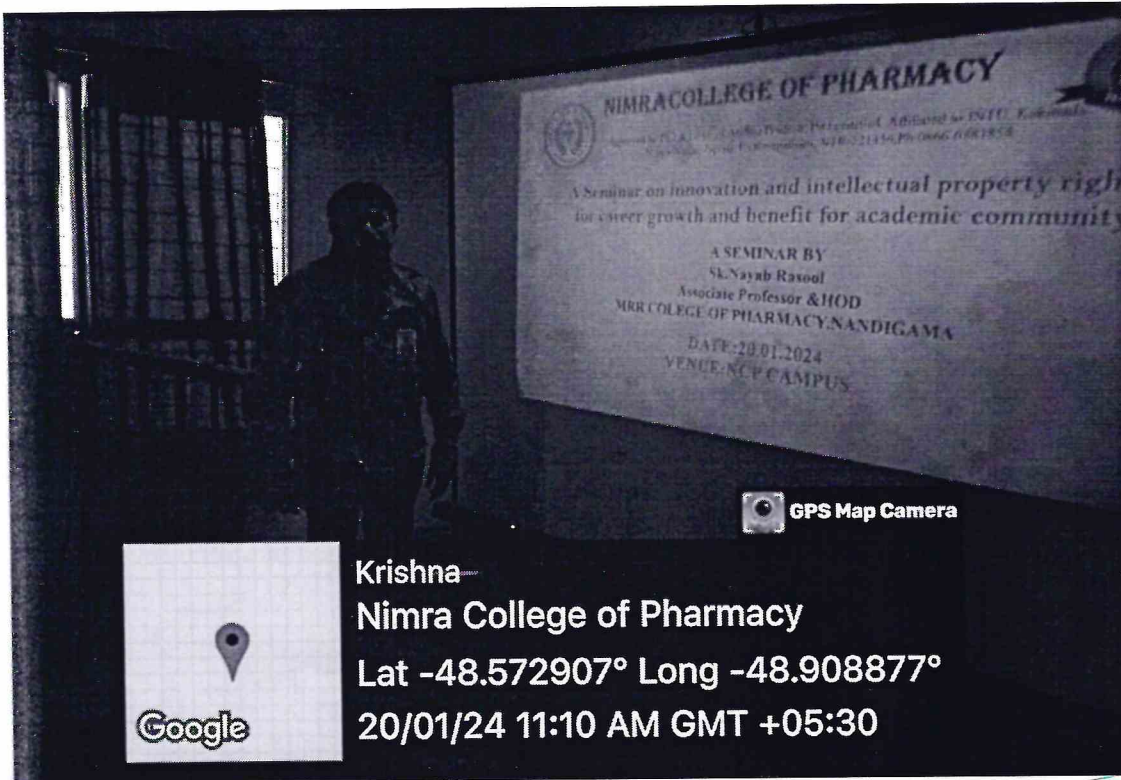 NIMRACOLLEGE OF PHARMACY
A Seminar on innovation and intellectual property righ
for career growth and benefit for academic community
A SEMINAR BY
Sk.Nayab Rasool
Associate Professor &HOD
MRR COLEGE OF PHARMACY,NANDIGAMA
DATE:20.01.2024
VENCE:NCP CAMPUS
GPS Map Camera
Krishna
Nimra College of Pharmacy
Lat -48.572907° Long -48.908877°
20/01/24 11:10 AM GMT +05:30
Google